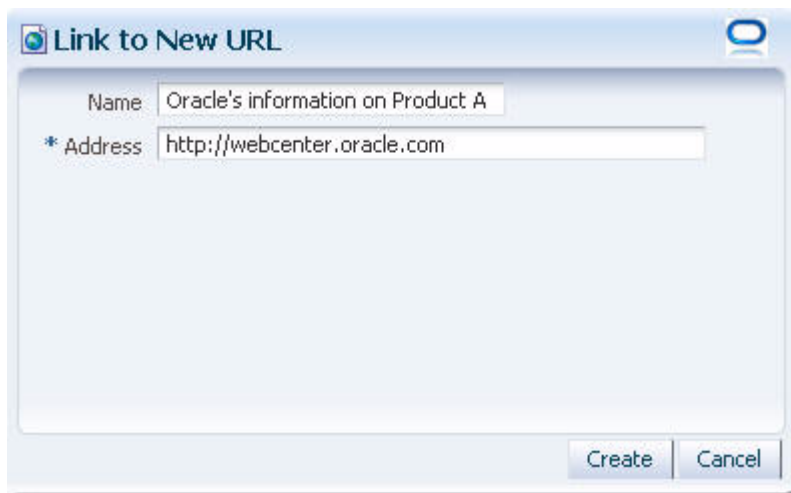 Link to New URL
Name Oracle's information on Product A
* Address http://webcenter.oracle.com
Create Cancel